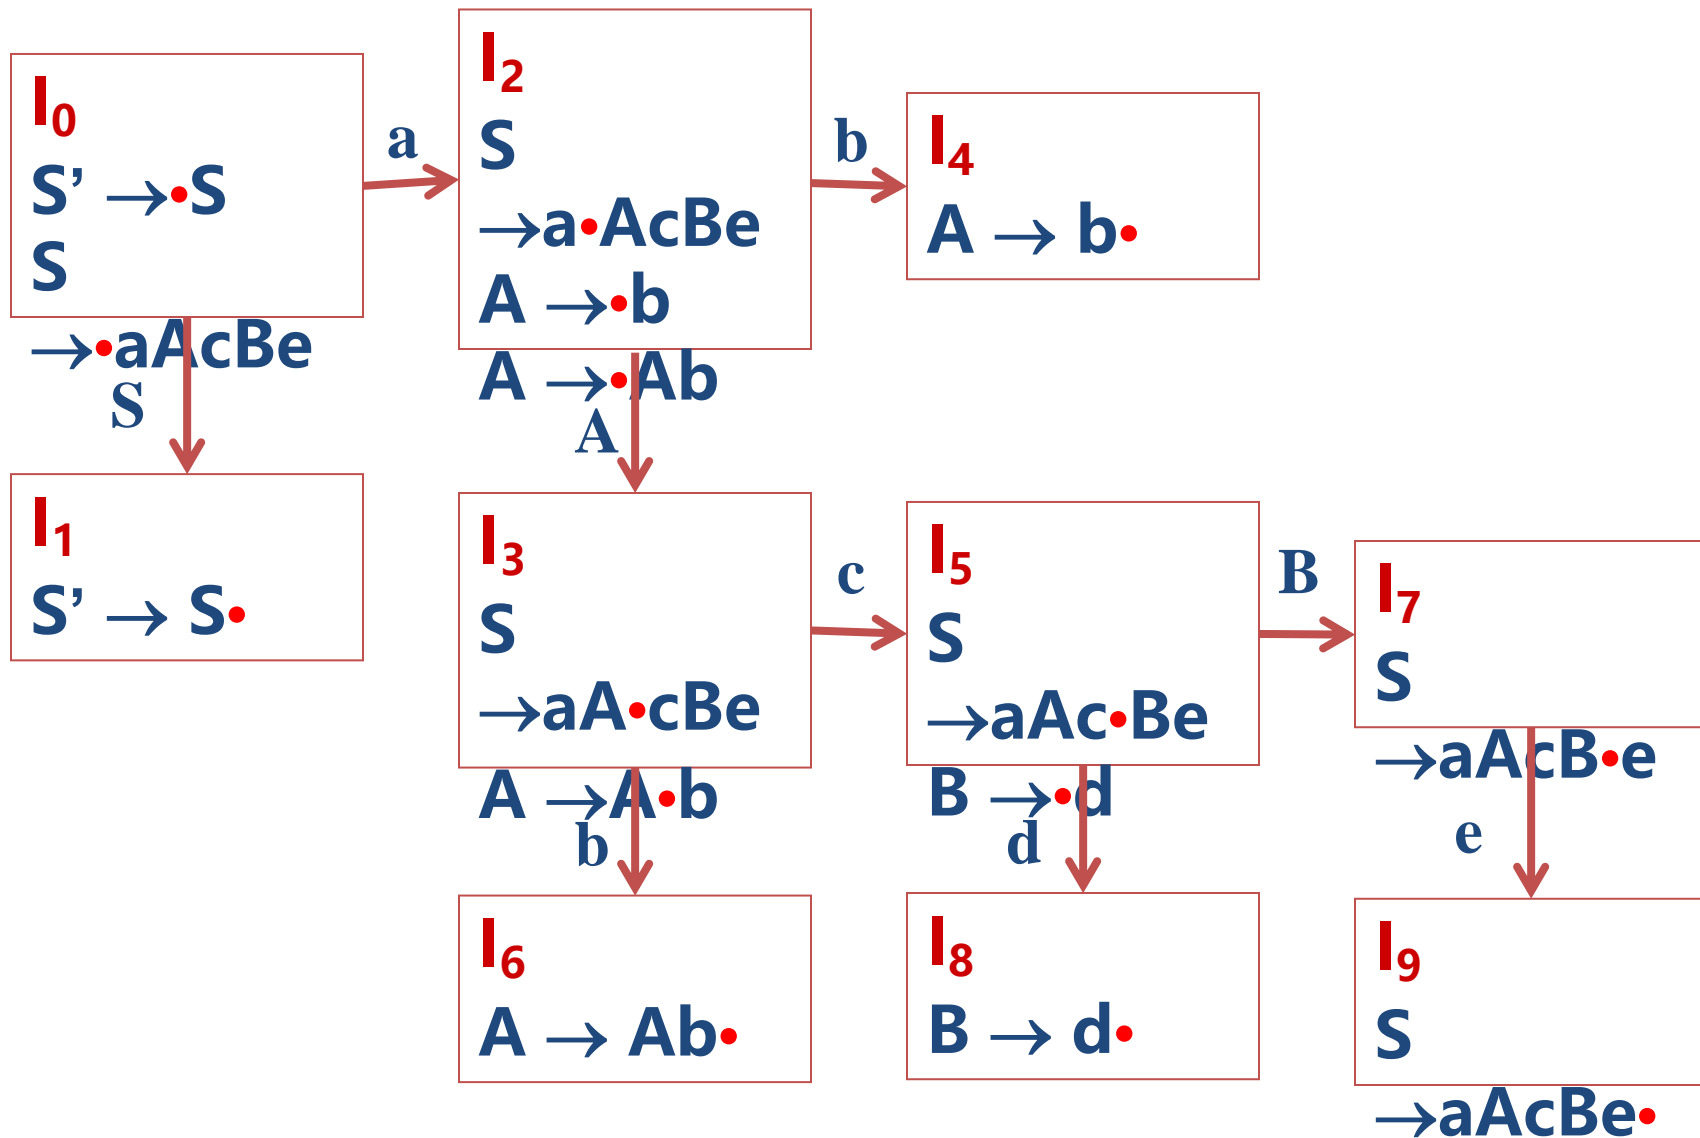 I0
S’ →•S
S
→•aAcBe
a
S
I1
S’ → S•
I2
S
→a•AcBe
A →•b
A →•Ab
b
A
I4
A → b•
I3
S
→aA•cBe
A →A•b
c
b
I5
S
→aAc•Be
B →•d
B
d
I7
S
→aAcB•e
e
I6
A → Ab•
I8
B → d•
I9
S
→aAcBe•